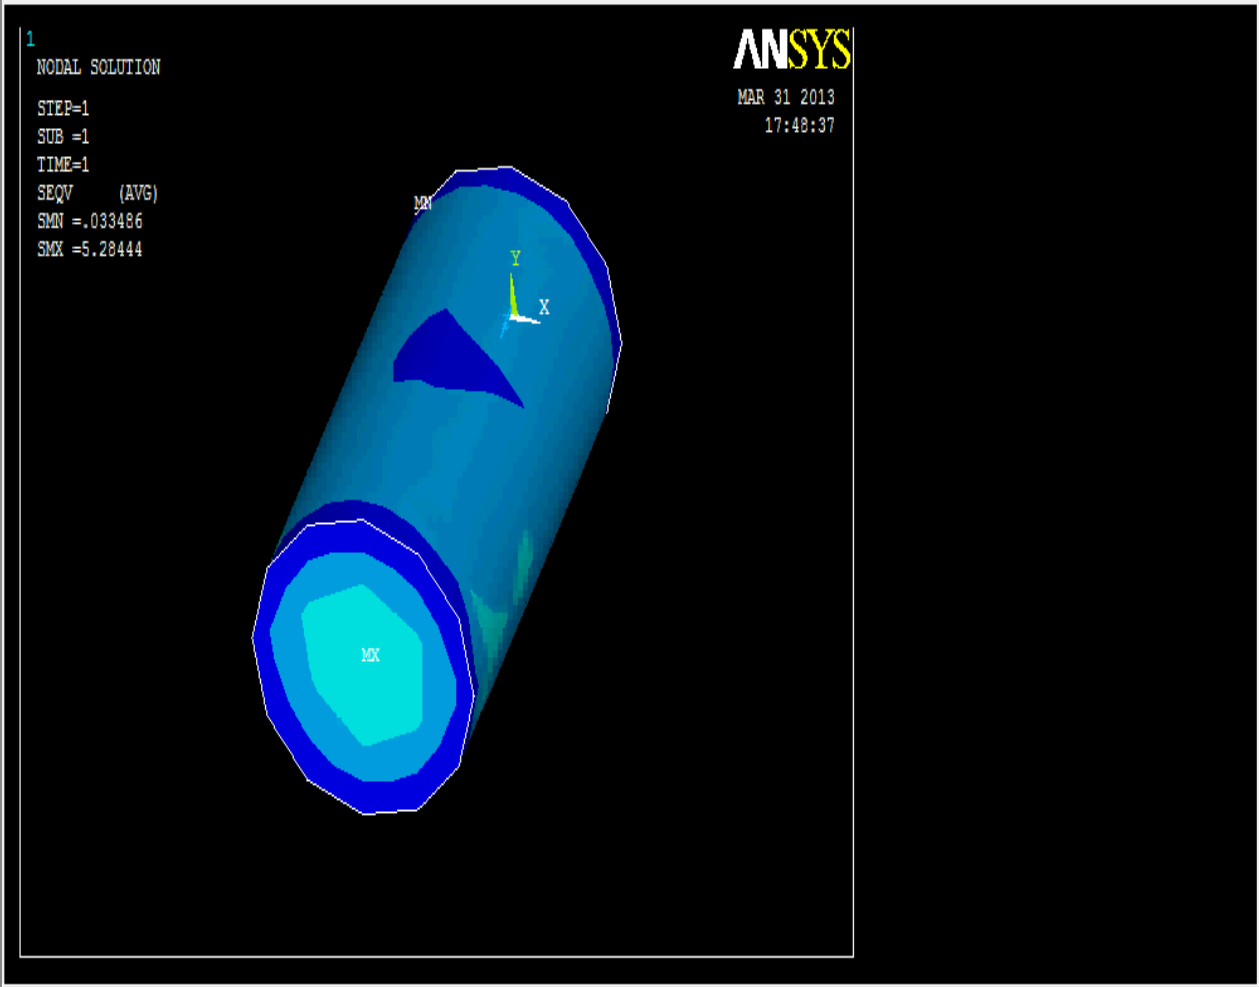 1
NODAL SOLUTION
STEP=1
SUB =1
TIME=1
SEQV (AVG)
SMN =.033486
SMX =5.28444
ANSYS
MAR 31 2013
17:48:37
MN
Y
X
MX